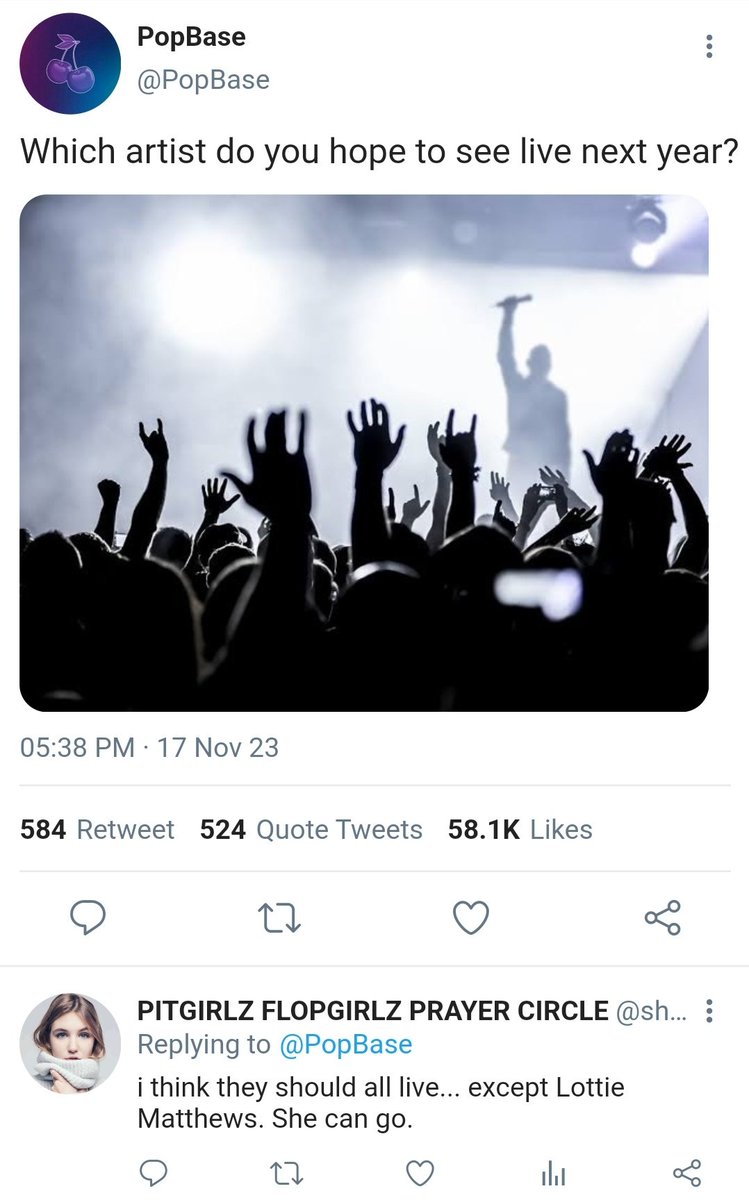 PopBase
@PopBase
Which artist do you hope to see live next year?
05:38 PM · 17 Nov 23
584 Retweet 524 Quote Tweets 58.1K Likes
PITGIRLZ FLOPGIRLZ PRAYER CIRCLE @sh...
Replying to @PopBase
i think they should all live... except Lottie
Matthews. She can go.